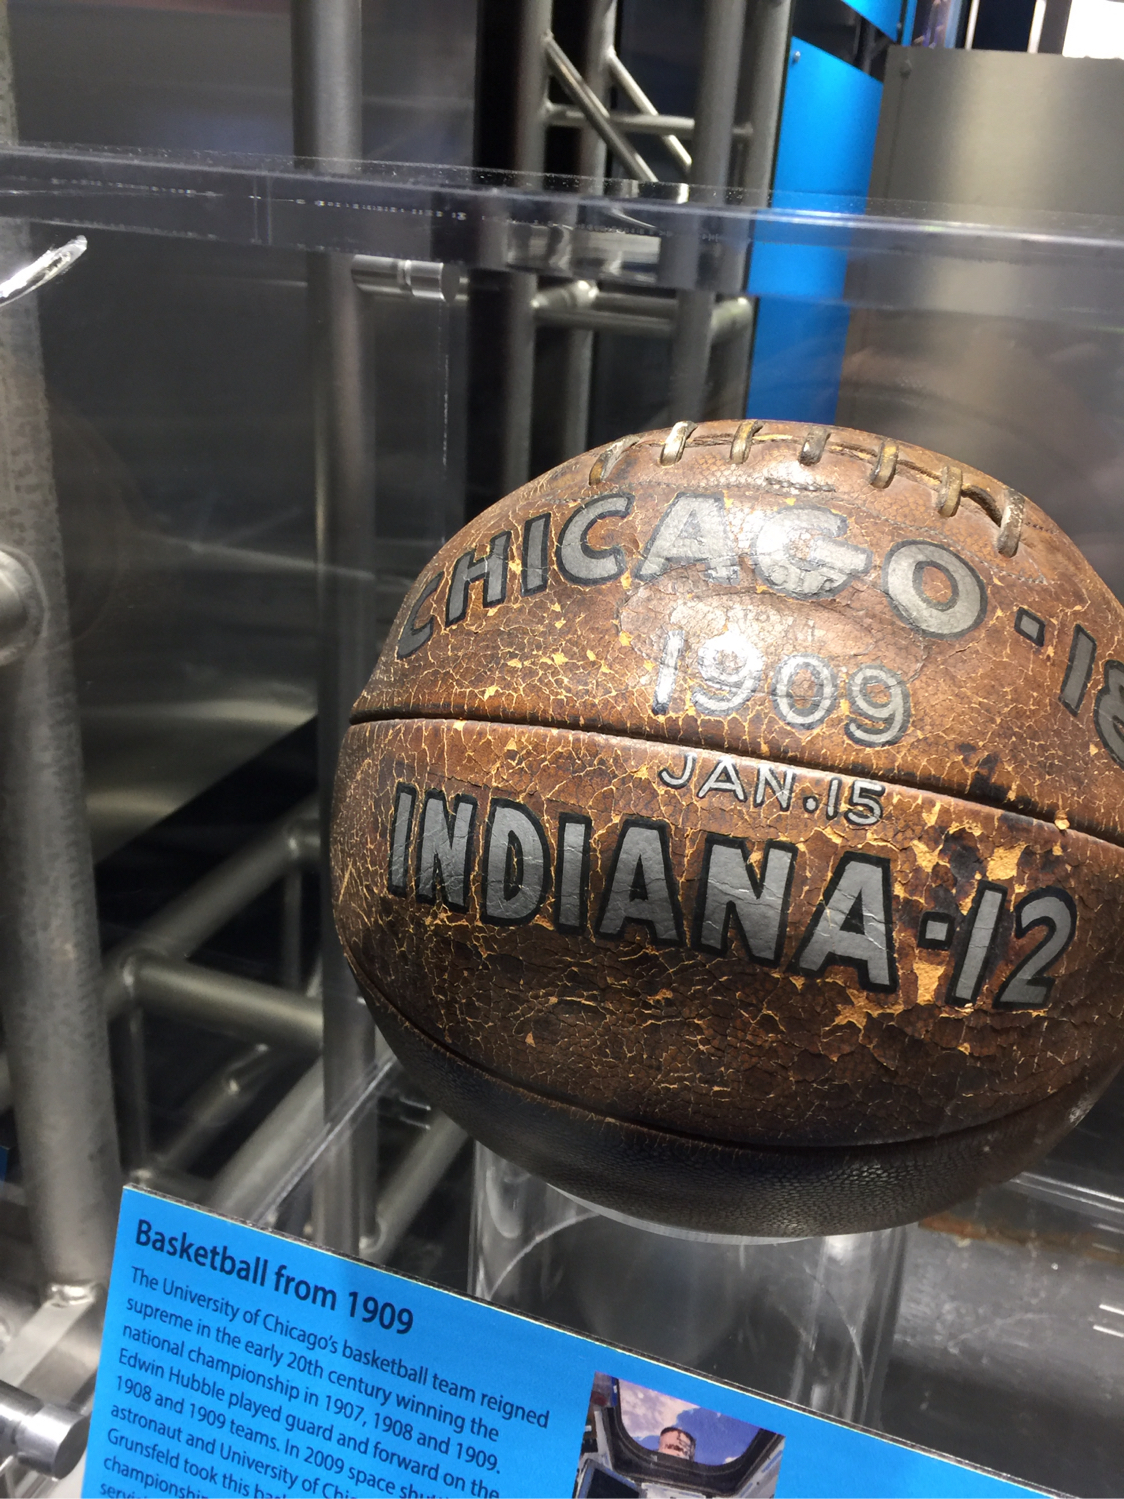 CHICAGO - 18
1909
JAN. 15
INDIANA - 12
Basketball from 1909
The University of Chicago's basketball team reigned
supreme in the early 20th century winning the
national championship in 1907, 1908 and 1909.
Edwin Hubble played guard and forward on the
1908 and 1909 teams. In 2009 space
astronaut and University of
Grunsfeld took this
championship